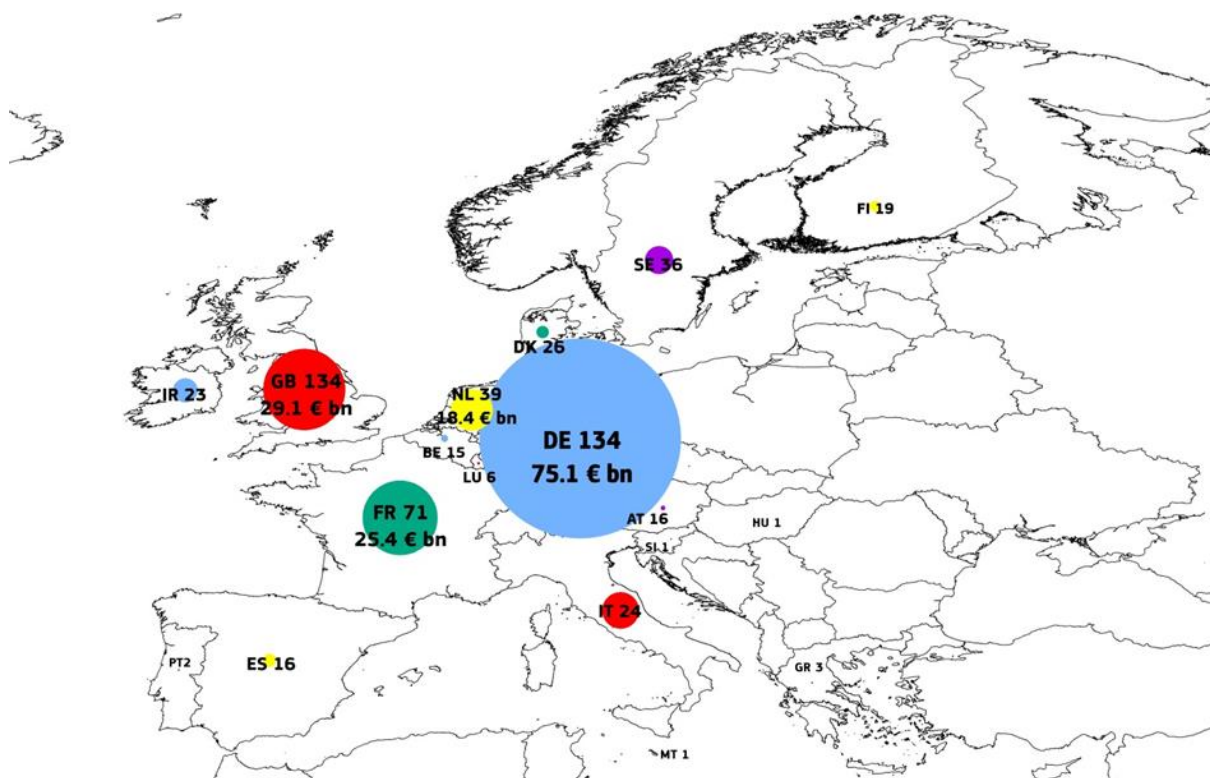 FI 19
SE 36
DK 26
GB 134
29.1 € bn
IR 23
NL 39
18.4 € bn
DE 134
75.1 € bn
BE 15
LU 6
FR 71
25.4 € bn
AT 16
HU 1
SI 1
IT 24
PT2
ES 16
GR 3
MT 1